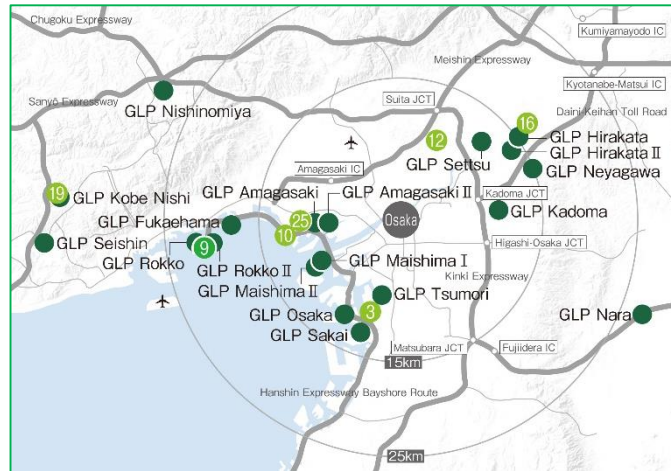 Chugoku Expressway
Kumiyamayodo IC
Meishin Expressway
Kyotanabe-Matsui IC
Sanyo Expressway
GLP Nishinomiya
Suita JCT
Daini-Keihan Toll Road
16
12
GLP Hirakata
GLP Hirakata Ⅱ
GLP Settsu
GLP Neyagawa
Amagasaki IC
19
GLP Kobe Nishi
GLP Amagasaki
GLP Amagasaki Ⅱ
Kadoma JCT
GLP Kadoma
GLP Fukaehama
25
10
Osaka
GLP Seishin
9
GLP Rokko
GLP Rokko Ⅱ
Higashi-Osaka JCT
GLP Maishima Ⅰ
GLP Maishima Ⅱ
Kinki Expressway
GLP Tsumori
GLP Osaka
3
GLP Nara
GLP Sakai
Matsubara JCT
Fujiidera IC
15km
Hanshin Expressway Bayshore Route
25km